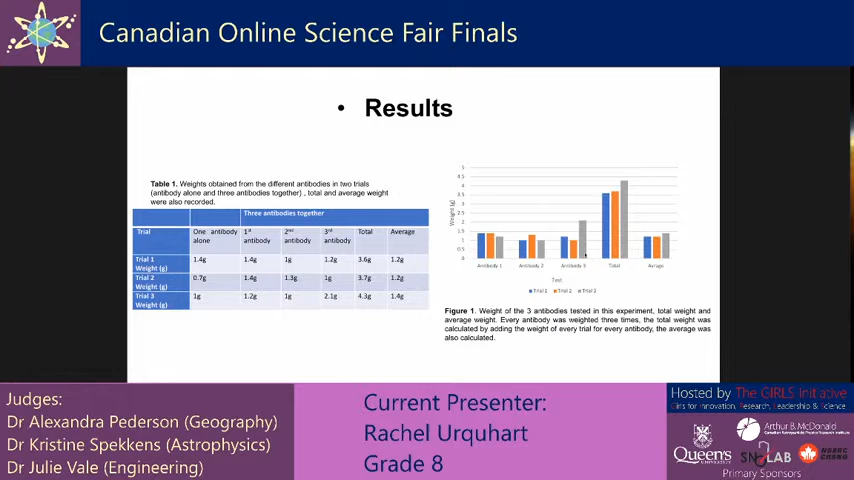 Canadian Online Science Fair Finals
• Results
Table 1. Weights obtained from the different antibodies in two trials
(antibody alone and three antibodies together) , total and average weight
were also recorded.
Three antibodies together
Trial One antibody alone 1st antibody 2nd antibody 3rd antibody Total Average
Trial 1 Weight (g) 1.4g 1.4g 1g 1.2g 3.6g 1.2g
Trial 2 Weight (g) 0.7g 1.4g 1.3g 1g 3.7g 1.2g
Trial 3 Weight (g) 1g 1.2g 1g 2.1g 4.3g 1.4g
5
4.5
4
3.5
3
2.5
2
1.5
1
0.5
0
Weight (g)
Antibody 1 Antibody 2 Antibody 3 Total Average
Test
Trial 1 Trial 2 Trial 3
Figure 1. Weight of the 3 antibodies tested in this experiment, total weight and
average weight. Every antibody was weighted three times, the total weight was
calculated by adding the weight of every trial for every antibody, the average was
also calculated.
Judges:
Dr Alexandra Pederson (Geography)
Dr Kristine Spekkens (Astrophysics)
Dr Julie Vale (Engineering)
Current Presenter:
Rachel Urquhart
Grade 8
Hosted by The GIRLS Initiative
Girls for Innovation, Research, Leadership & Science
Arthur B. McDonald
Queen's
UNIVERSITY
SNOLAB
NSERC
CRSNG
Primary Sponsors